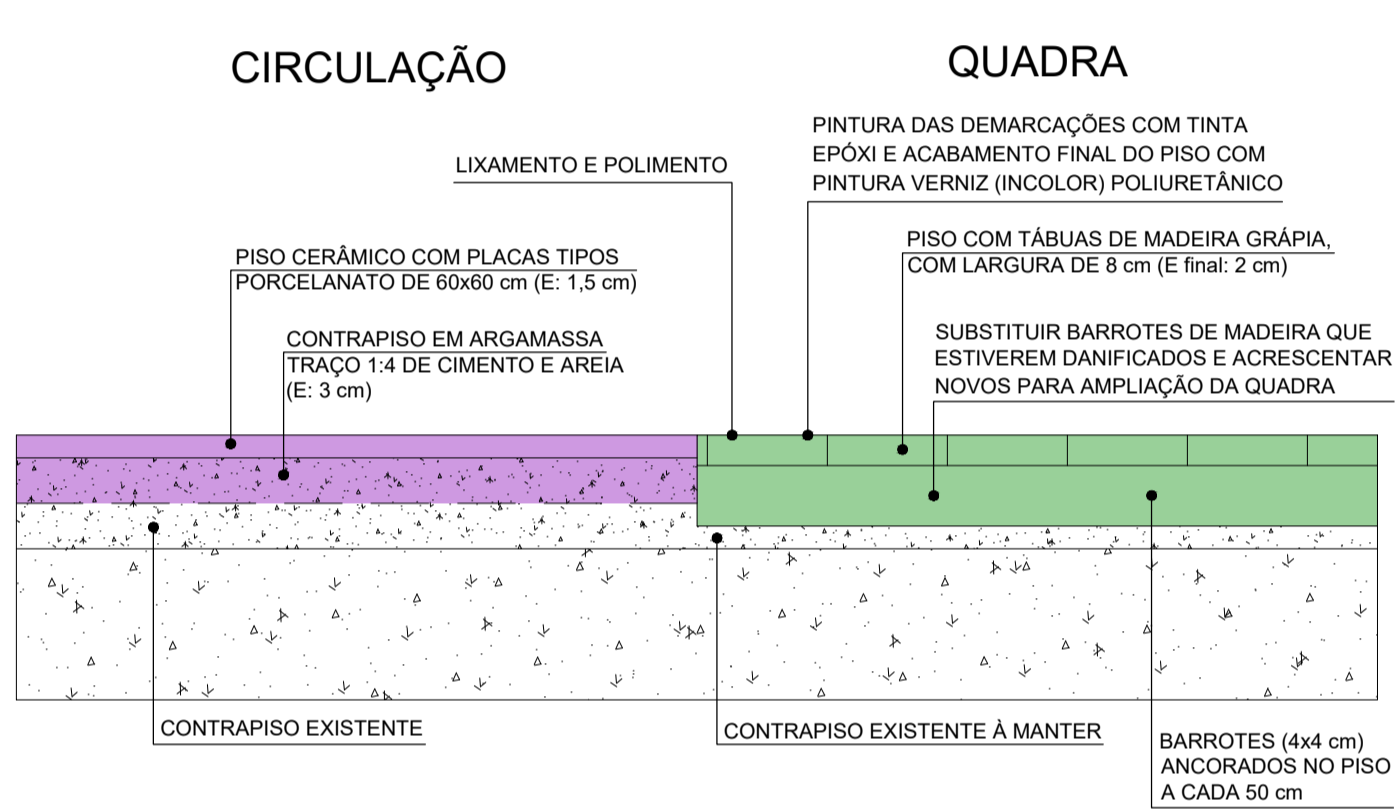 CIRCULAÇÃO
QUADRA
PINTURA DAS DEMARCAÇÕES COM TINTA
EPÓXI E ACABAMENTO FINAL DO PISO COM
PINTURA VERNIZ (INCOLOR) POLIURETÂNICO
LIXAMENTO E POLIMENTO
PISO COM TÁBUAS DE MADEIRA GRÁPIA,
COM LARGURA DE 8 cm (E final: 2 cm)
PISO CERÂMICO COM PLACAS TIPOS
PORCELANATO DE 60x60 cm (E: 1,5 cm)
CONTRAPISO EM ARGAMASSA
TRAÇO 1:4 DE CIMENTO E AREIA
(E: 3 cm)
SUBSTITUIR BARROTES DE MADEIRA QUE
ESTIVEREM DANIFICADOS E ACRESCENTAR
NOVOS PARA AMPLIAÇÃO DA QUADRA
CONTRAPISO EXISTENTE
CONTRAPISO EXISTENTE À MANTER
BARROTES (4x4 cm)
ANCORADOS NO PISO
A CADA 50 cm